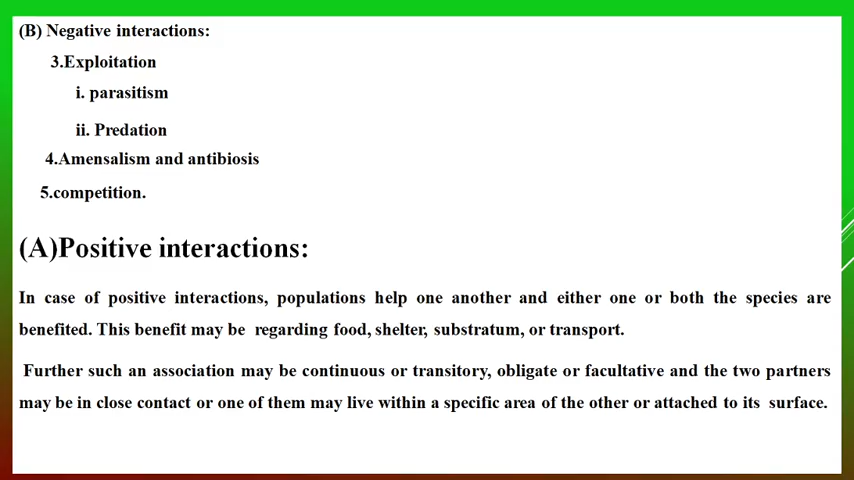 (B) Negative interactions:
3.Exploitation
i. parasitism
ii. Predation
4.Amensalism and antibiosis
5.competition.
(A)Positive interactions:
In case of positive interactions, populations help one another and either one or both the species are
benefited. This benefit may be regarding food, shelter, substratum, or transport.
Further such an association may be continuous or transitory, obligate or facultative and the two partners
may be in close contact or one of them may live within a specific area of the other or attached to its surface.